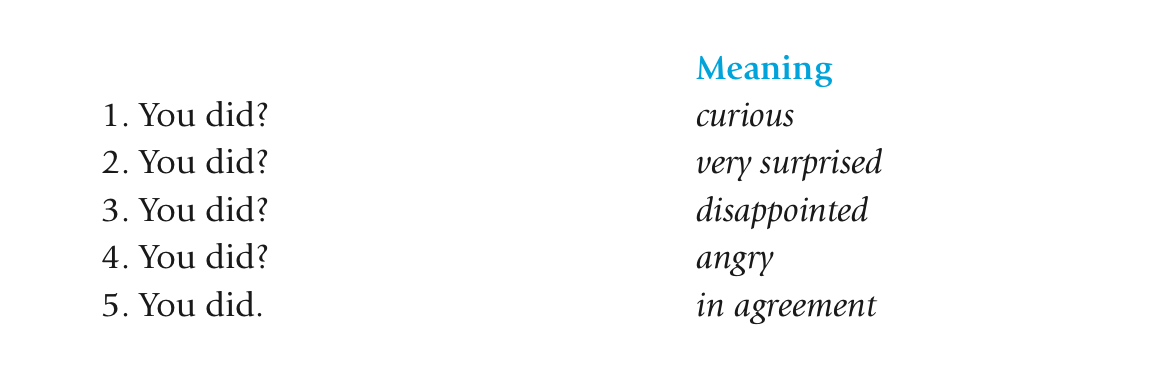 Meaning
1. You did? curious
2. You did? very surprised
3. You did? disappointed
4. You did? angry
5. You did. in agreement